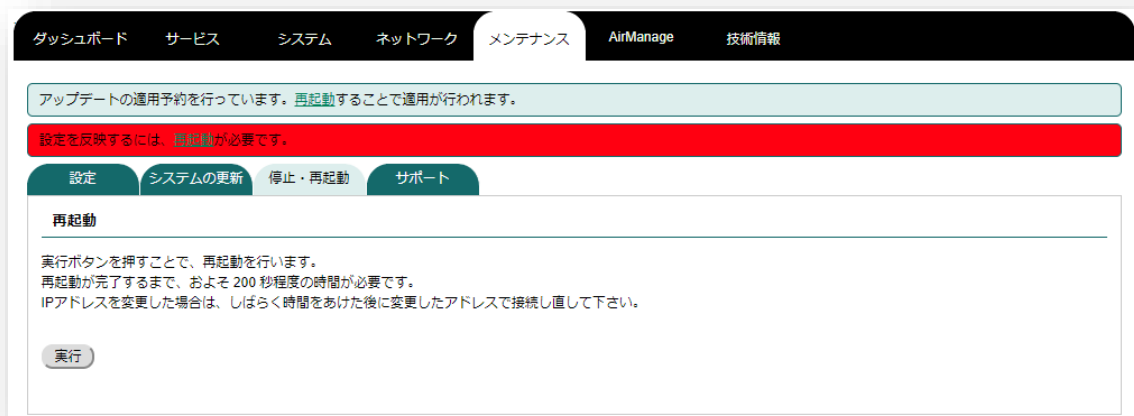 ダッシュボード サービス システム ネットワーク メンテナンス AirManage 技術情報
アップデートの適用予約を行っています。再起動することで適用が行われます。
設定を反映するには、再起動が必要です。
設定 システムの更新 停止・再起動 サポート
再起動
実行ボタンを押すことで、再起動を行います。
再起動が完了するまで、およそ 200 秒程度の時間が必要です。
IPアドレスを変更した場合は、しばらく時間をあけた後に変更したアドレスで接続し直して下さい。
実行